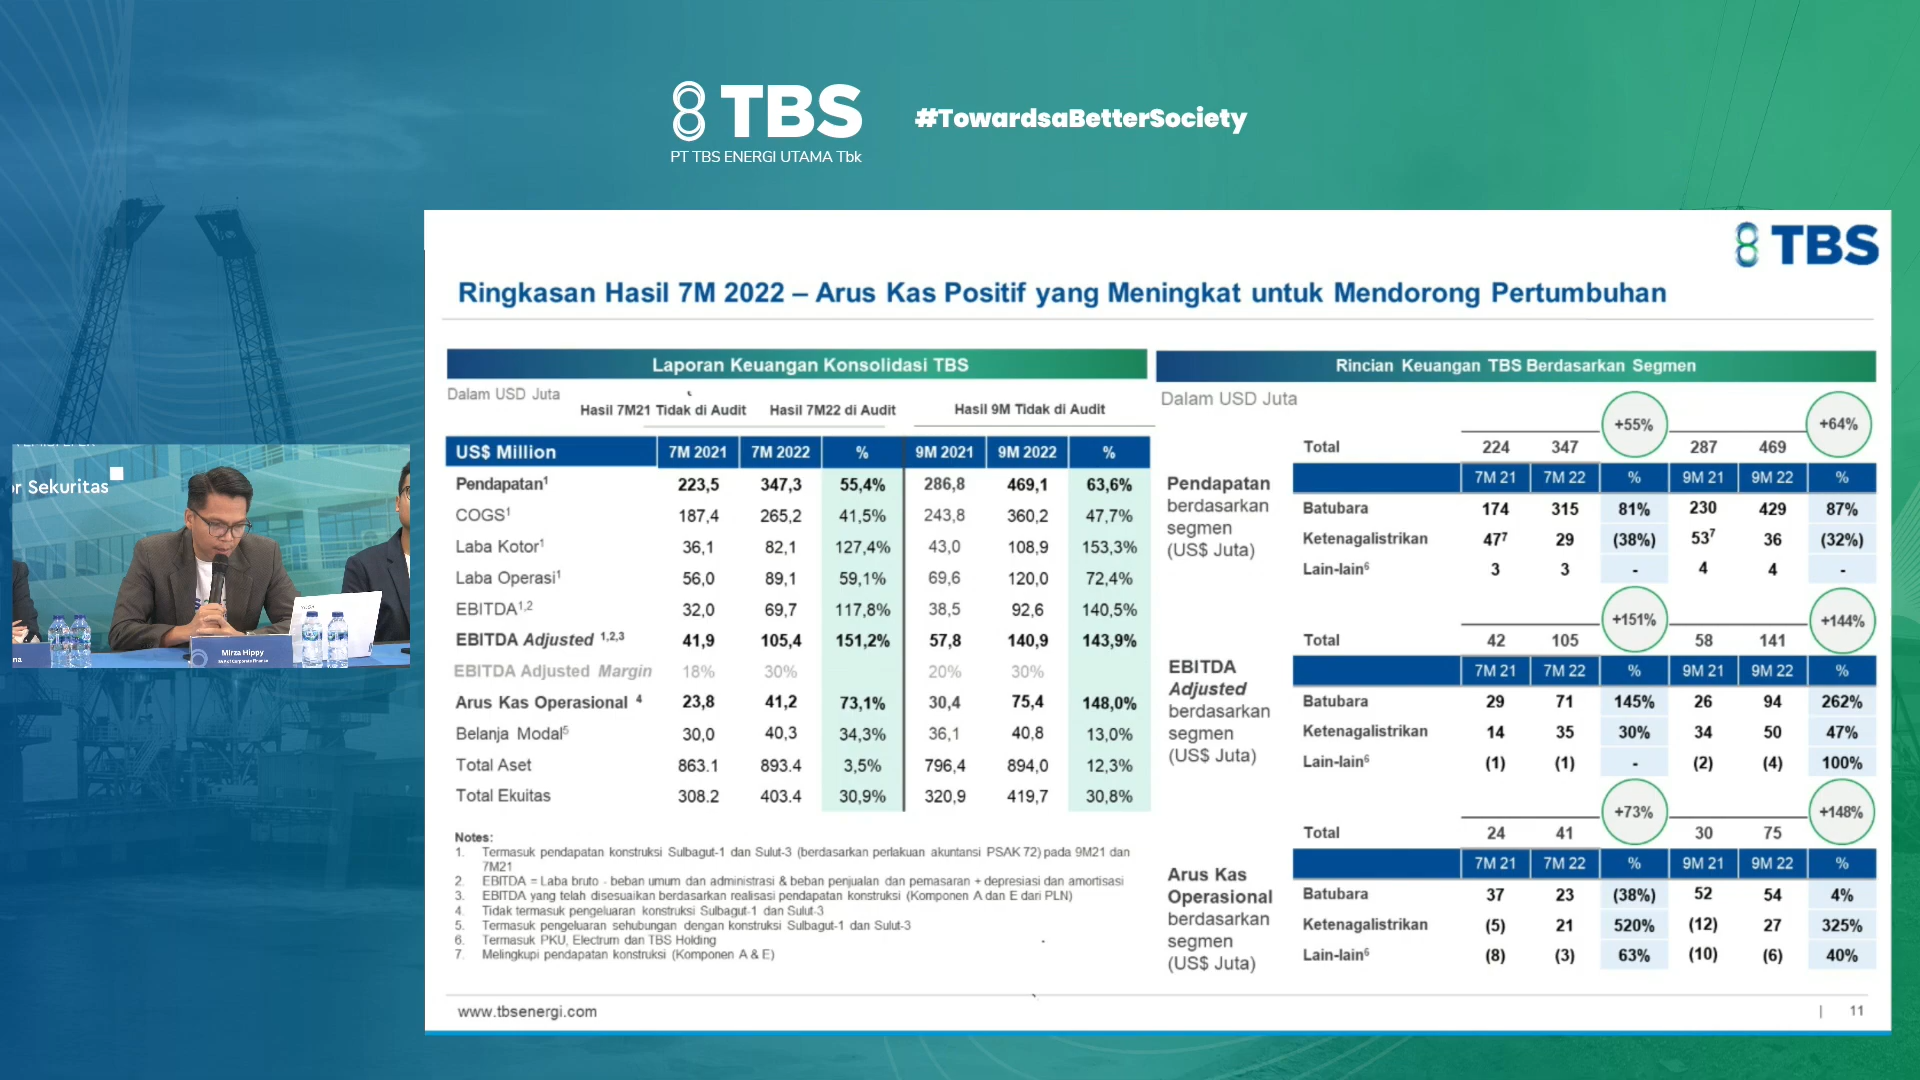 8 TBS
PT TBS ENERGI UTAMA Tbk
#TowardsaBetterSociety
r Sekuritas
Mirza Hippy
8 TBS
Ringkasan Hasil 7M 2022 – Arus Kas Positif yang Meningkat untuk Mendorong Pertumbuhan
Laporan Keuangan Konsolidasi TBS
Dalam USD Juta
Hasil 7M21 Tidak di Audit Hasil 7M22 di Audit Hasil 9M Tidak di Audit
US$ Million 7M 2021 7M 2022 % 9M 2021 9M 2022 %
Pendapatan¹ 223,5 347,3 55,4% 286,8 469,1 63,6%
COGS¹ 187,4 265,2 41,5% 243,8 360,2 47,7%
Laba Kotor¹ 36,1 82,1 127,4% 43,0 108,9 153,3%
Laba Operasi¹ 56,0 89,1 59,1% 69,6 120,0 72,4%
EBITDA¹,² 32,0 69,7 117,8% 38,5 92,6 140,5%
EBITDA Adjusted ¹,²,³ 41,9 105,4 151,2% 57,8 140,9 143,9%
EBITDA Adjusted Margin 18% 30% 20% 30%
Arus Kas Operasional ⁴ 23,8 41,2 73,1% 30,4 75,4 148,0%
Belanja Modal⁵ 30,0 40,3 34,3% 36,1 40,8 13,0%
Total Aset 863.1 893.4 3,5% 796,4 894,0 12,3%
Total Ekuitas 308.2 403.4 30,9% 320,9 419,7 30,8%
Notes:
1. Termasuk pendapatan konstruksi Sulbagut-1 dan Sulut-3 (berdasarkan perlakuan akuntansi PSAK 72) pada 9M21 dan
7M21
2. EBITDA = Laba bruto - beban umum dan administrasi & beban penjualan dan pemasaran + depresiasi dan amortisasi
3. EBITDA yang telah disesuaikan berdasarkan realisasi pendapatan konstruksi (Komponen A dan E dari PLN)
4. Tidak termasuk pengeluaran konstruksi Sulbagut-1 dan Sulut-3
5. Termasuk pengeluaran sehubungan dengan konstruksi Sulbagut-1 dan Sulut-3
6. Termasuk PKU, Electrum dan TBS Holding
7. Melingkupi pendapatan konstruksi (Komponen A & E)
Rincian Keuangan TBS Berdasarkan Segmen
Dalam USD Juta
Pendapatan
berdasarkan
segmen
(US$ Juta)
Total 224 347 +55% 287 469 +64%
7M 21 7M 22 % 9M 21 9M 22 %
Batubara 174 315 81% 230 429 87%
Ketenagalistrikan 47⁷ 29 (38%) 53⁷ 36 (32%)
Lain-lain⁶ 3 3 - 4 4 -
EBITDA
Adjusted
berdasarkan
segmen
(US$ Juta)
Total 42 105 +151% 58 141 +144%
7M 21 7M 22 % 9M 21 9M 22 %
Batubara 29 71 145% 26 94 262%
Ketenagalistrikan 14 35 30% 34 50 47%
Lain-lain⁶ (1) (1) - (2) (4) 100%
Arus Kas
Operasional
berdasarkan
segmen
(US$ Juta)
Total 24 41 +73% 30 75 +148%
7M 21 7M 22 % 9M 21 9M 22 %
Batubara 37 23 (38%) 52 54 4%
Ketenagalistrikan (5) 21 520% (12) 27 325%
Lain-lain⁶ (8) (3) 63% (10) (6) 40%
www.tbsenergi.com
| 11